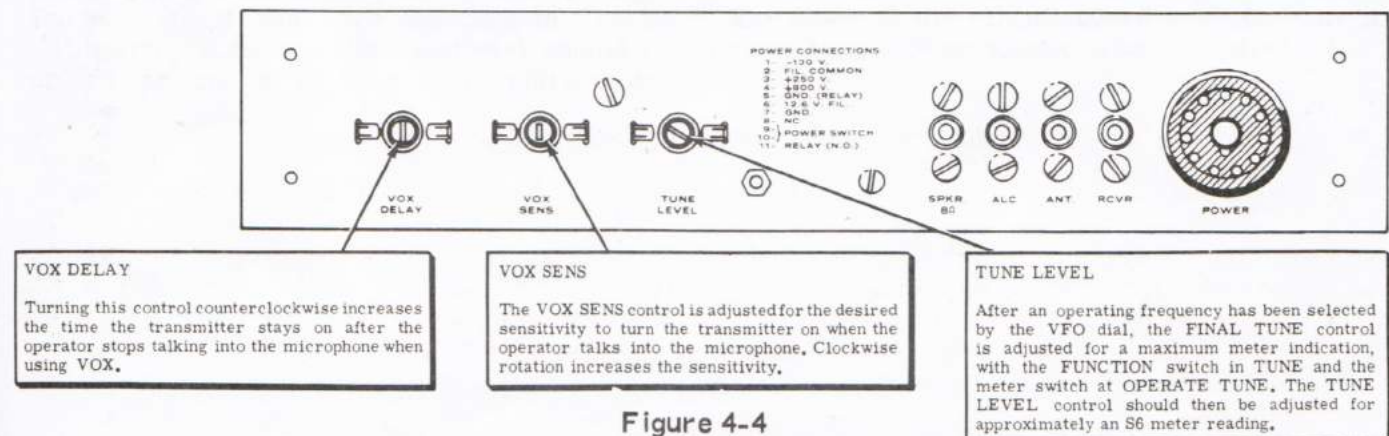 POWER CONNECTIONS
1- -130 V.
2- FIL. COMMON
3- +250 V.
4- +800 V.
5- GND. (RELAY)
6- 12.6 V. FIL.
7- GND.
8- NC
9-
10- } POWER SWITCH
11- RELAY (N.O.)
VOX
DELAY
VOX
SENS
TUNE
LEVEL
SPKR
8Ω
ALC
ANT.
RCVR
POWER
VOX DELAY
Turning this control counterclockwise increases
the time the transmitter stays on after the
operator stops talking into the microphone when
using VOX.
VOX SENS
The VOX SENS control is adjusted for the desired
sensitivity to turn the transmitter on when the
operator talks into the microphone. Clockwise
rotation increases the sensitivity.
TUNE LEVEL
After an operating frequency has been selected
by the VFO dial, the FINAL TUNE control
is adjusted for a maximum meter indication,
with the FUNCTION switch in TUNE and the
meter switch at OPERATE TUNE. The TUNE
LEVEL control should then be adjusted for
approximately an S6 meter reading.
Figure 4-4